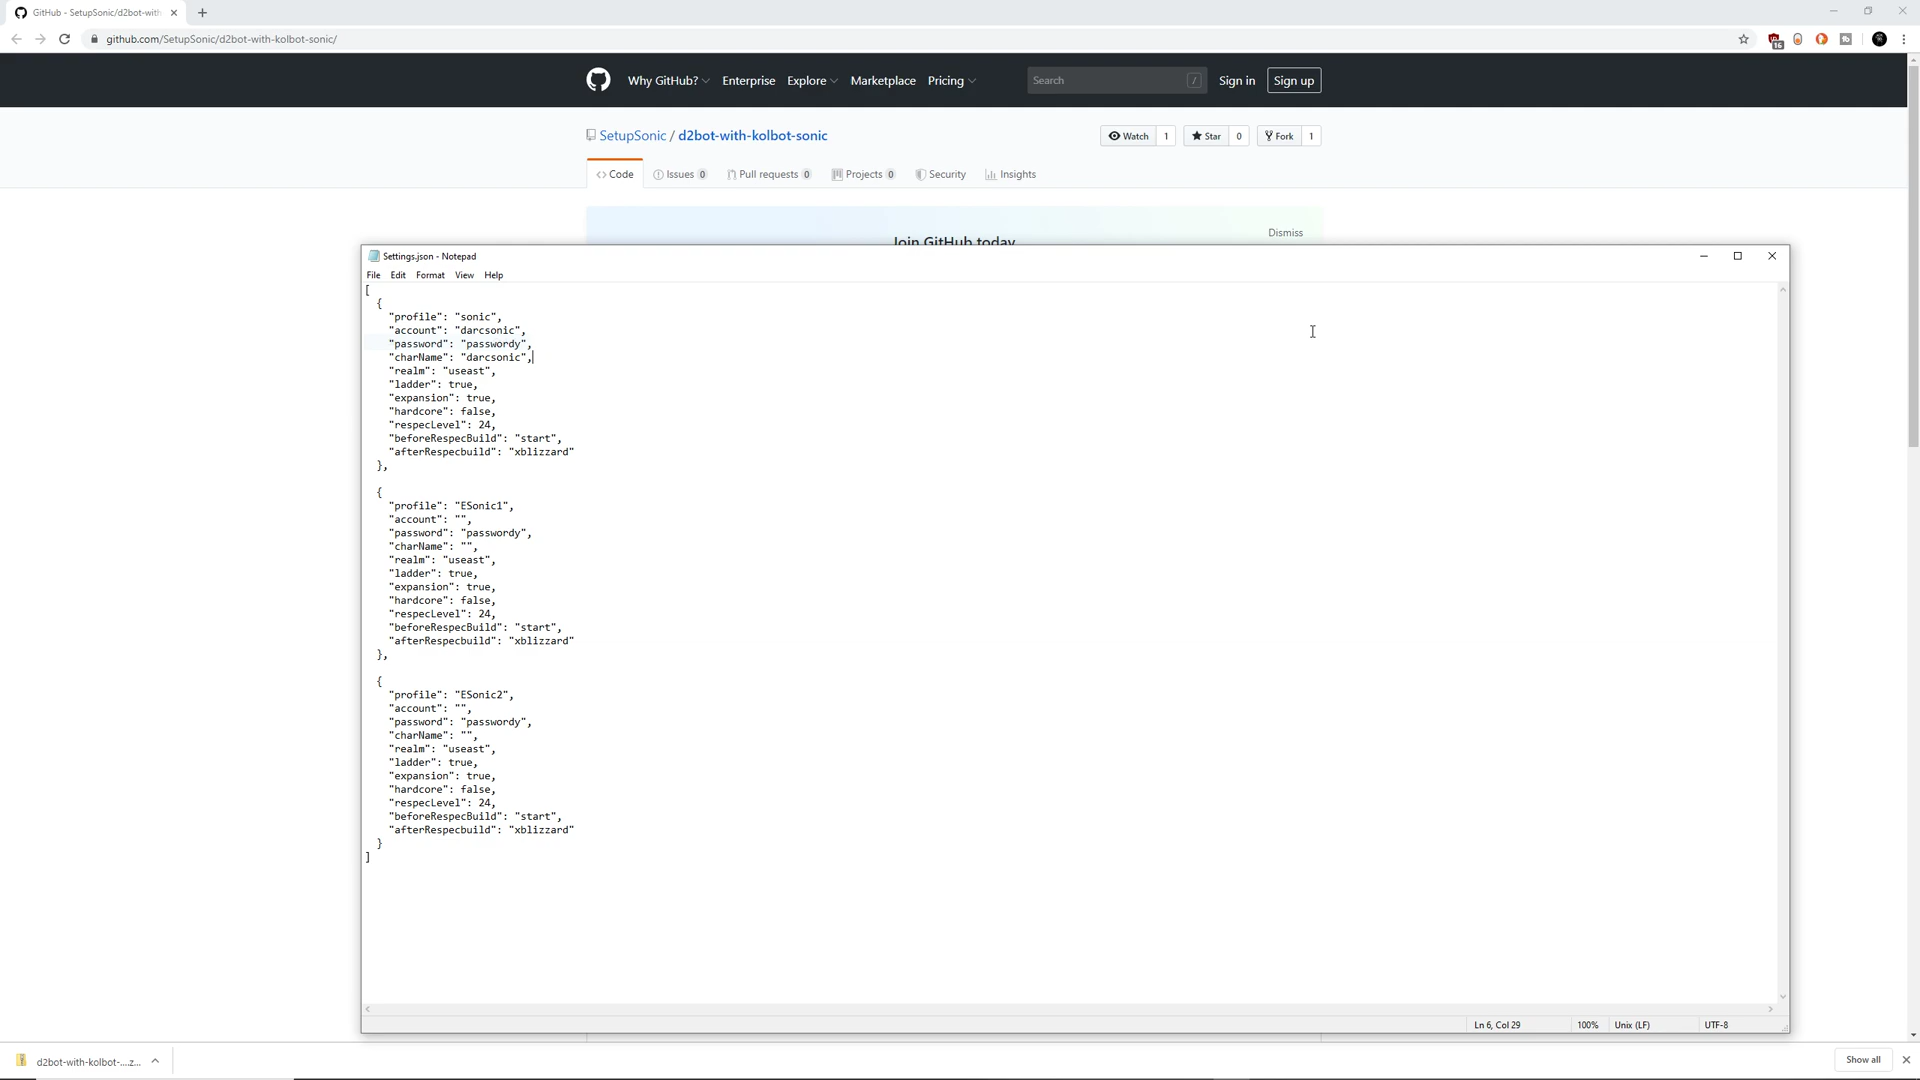 GitHub - SetupSonic/d2bot-with
github.com/SetupSonic/d2bot-with-kolbot-sonic/
16
Why GitHub? Enterprise Explore Marketplace Pricing Search / Sign in Sign up
SetupSonic / d2bot-with-kolbot-sonic Watch 1 Star 0 Fork 1
Code Issues 0 Pull requests 0 Projects 0 Security Insights
Dismiss
Join GitHub today
Settings.json - Notepad
File Edit Format View Help
[
{
"profile": "sonic",
"account": "darcsonic",
"password": "passwordy",
"charName": "darcsonic",
"realm": "useast",
"ladder": true,
"expansion": true,
"hardcore": false,
"respecLevel": 24,
"beforeRespecBuild": "start",
"afterRespecbuild": "xblizzard"
},
{
"profile": "ESonic1",
"account": "",
"password": "passwordy",
"charName": "",
"realm": "useast",
"ladder": true,
"expansion": true,
"hardcore": false,
"respecLevel": 24,
"beforeRespecBuild": "start",
"afterRespecbuild": "xblizzard"
},
{
"profile": "ESonic2",
"account": "",
"password": "passwordy",
"charName": "",
"realm": "useast",
"ladder": true,
"expansion": true,
"hardcore": false,
"respecLevel": 24,
"beforeRespecBuild": "start",
"afterRespecbuild": "xblizzard"
}
]
Ln 6, Col 29 100% Unix (LF) UTF-8
d2bot-with-kolbot-....z... Show all